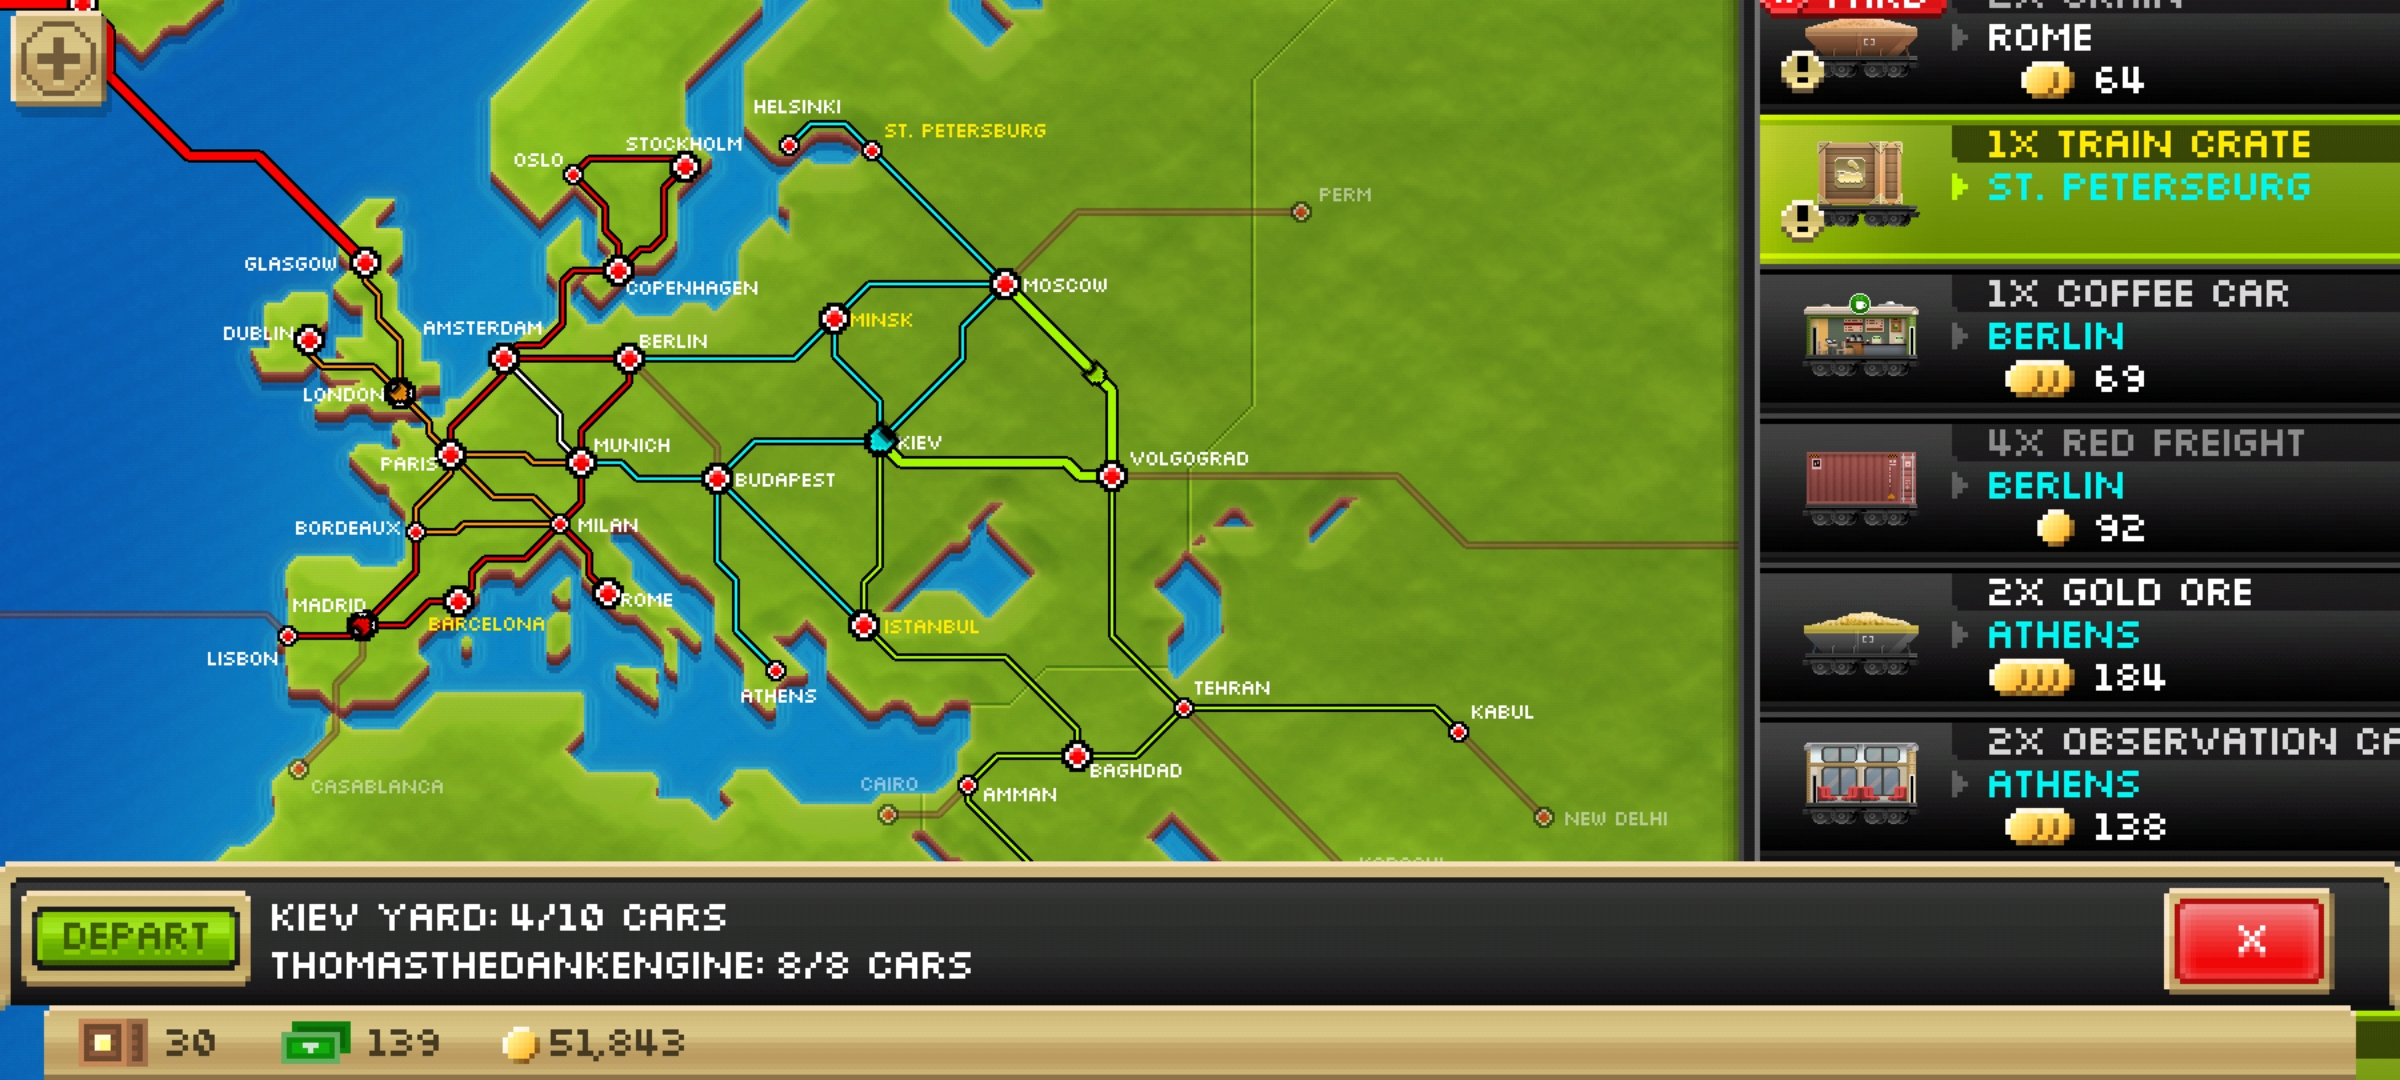 2X GRAIN
ROME
64
1X TRAIN CRATE
ST. PETERSBURG
1X COFFEE CAR
BERLIN
69
4X RED FREIGHT
BERLIN
92
2X GOLD ORE
ATHENS
184
2X OBSERVATION CA
ATHENS
138
HELSINKI
ST. PETERSBURG
STOCKHOLM
OSLO
PERM
GLASGOW
COPENHAGEN
MOSCOW
DUBLIN
AMSTERDAM
BERLIN
MINSK
LONDON
KIEV
MUNICH
PARIS
VOLGOGRAD
BUDAPEST
BORDEAUX
MILAN
MADRID
ROME
BARCELONA
ISTANBUL
LISBON
ATHENS
TEHRAN
KABUL
BAGHDAD
CASABLANCA
CAIRO
AMMAN
NEW DELHI
DEPART
KIEV YARD: 4/10 CARS
THOMASTHEDANKENGINE: 8/8 CARS
X
30
139
51,843